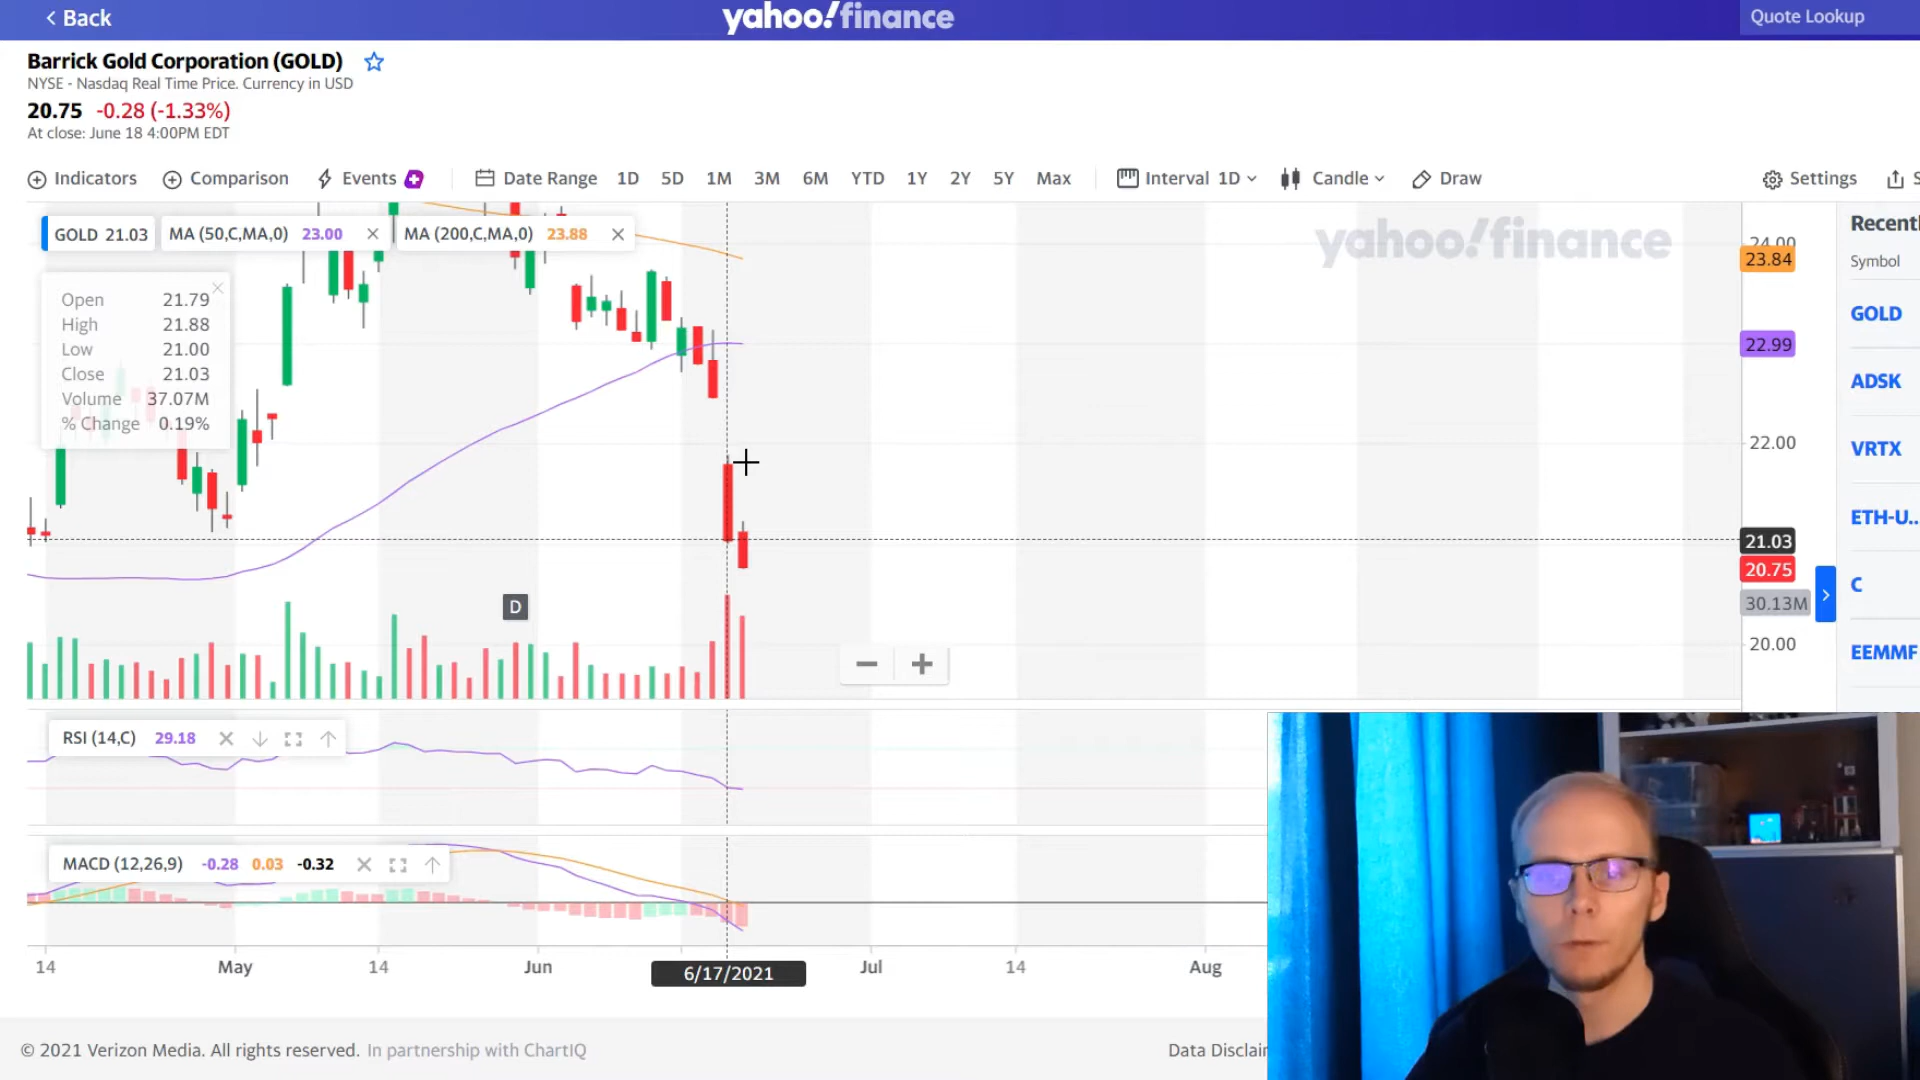 Back
yahoo!finance
Quote Lookup
Barrick Gold Corporation (GOLD)
NYSE - Nasdaq Real Time Price. Currency in USD
20.75 -0.28 (-1.33%)
At close: June 18 4:00PM EDT
Indicators Comparison Events Date Range 1D 5D 1M 3M 6M YTD 1Y 2Y 5Y Max Interval 1D Candle Draw Settings S
GOLD 21.03 MA (50,C,MA,0) 23.00 MA (200,C,MA,0) 23.88
yahoo!finance
Open 21.79
High 21.88
Low 21.00
Close 21.03
Volume 37.07M
% Change 0.19%
24.00
23.84
22.99
22.00
21.03
20.75
30.13M
20.00
D
Recentl
Symbol
GOLD
ADSK
VRTX
ETH-U..
C
EEMMF
RSI (14,C) 29.18
MACD (12,26,9) -0.28 0.03 -0.32
14 May 14 Jun 6/17/2021 Jul 14 Aug
© 2021 Verizon Media. All rights reserved. In partnership with ChartIQ
Data Disclain